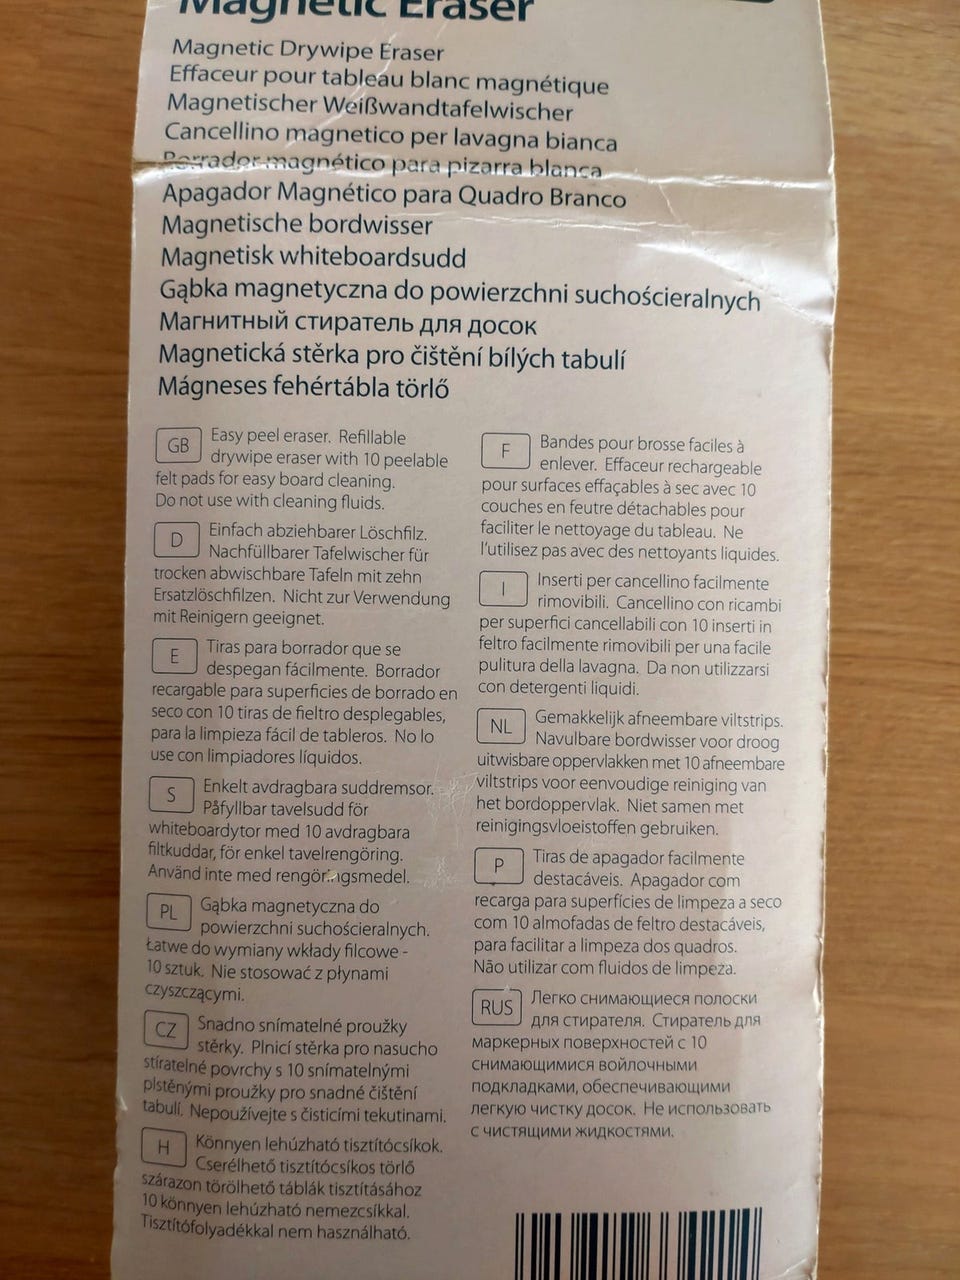 Magnetic Eraser
Magnetic Drywipe Eraser
Effaceur pour tableau blanc magnétique
Magnetischer Weißwandtafelwischer
Cancellino magnetico per lavagna bianca
Borrador magnético para pizarra blanca
Apagador Magnético para Quadro Branco
Magnetische bordwisser
Magnetisk whiteboardsudd
Gąbka magnetyczna do powierzchni suchościeralnych
Магнитный стиратель для досок
Magnetická stěrka pro čištění bílých tabulí
Mágneses fehértábla törlő
GB Easy peel eraser. Refillable
drywipe eraser with 10 peelable
felt pads for easy board cleaning.
Do not use with cleaning fluids.
D Einfach abziehbarer Löschfilz.
Nachfüllbarer Tafelwischer für
trocken abwischbare Tafeln mit zehn
Ersatzlöschfilzen. Nicht zur Verwendung
mit Reinigern geeignet.
E Tiras para borrador que se
despegan fácilmente. Borrador
recargable para superficies de borrado en
seco con 10 tiras de fieltro desplegables,
para la limpieza fácil de tableros. No lo
use con limpiadores líquidos.
S Enkelt avdragbara suddremsor.
Påfyllbar tavelsudd för
whiteboardytor med 10 avdragbara
filtkuddar, för enkel tavelrengöring.
Använd inte med rengöringsmedel.
PL Gąbka magnetyczna do
powierzchni suchościeralnych.
Łatwe do wymiany wkłady filcowe -
10 sztuk. Nie stosować z płynami
czyszczącymi.
CZ Snadno snímatelné proužky
stěrky. Plnicí stěrka pro nasucho
stíratelné povrchy s 10 snímatelnými
plstěnými proužky pro snadné čištění
tabulí. Nepoužívejte s čisticími tekutinami.
H Könnyen lehúzható tisztítócsíkok.
Cserélhető tisztítócsíkos törlő
szárazon törölhető táblák tisztításához
10 könnyen lehúzható nemezcsíkkal.
Tisztítófolyadékkal nem használható.
F Bandes pour brosse faciles à
enlever. Effaceur rechargeable
pour surfaces effaçables à sec avec 10
couches en feutre détachables pour
faciliter le nettoyage du tableau. Ne
l'utilisez pas avec des nettoyants liquides.
I Inserti per cancellino facilmente
rimovibili. Cancellino con ricambi
per superfici cancellabili con 10 inserti in
feltro facilmente rimovibili per una facile
pulitura della lavagna. Da non utilizzarsi
con detergenti liquidi.
NL Gemakkelijk afneembare viltstrips.
Navulbare bordwisser voor droog
uitwisbare oppervlakken met 10 afneembare
viltstrips voor eenvoudige reiniging van
het bordoppervlak. Niet samen met
reinigingsvloeistoffen gebruiken.
P Tiras de apagador facilmente
destacáveis. Apagador com
recarga para superfícies de limpeza a seco
com 10 almofadas de feltro destacáveis,
para facilitar a limpeza dos quadros.
Não utilizar com fluidos de limpeza.
RUS Легко снимающиеся полоски
для стирателя. Стиратель для
маркерных поверхностей с 10
снимающимися войлочными
подкладками, обеспечивающими
легкую чистку досок. Не использовать
с чистящими жидкостями.